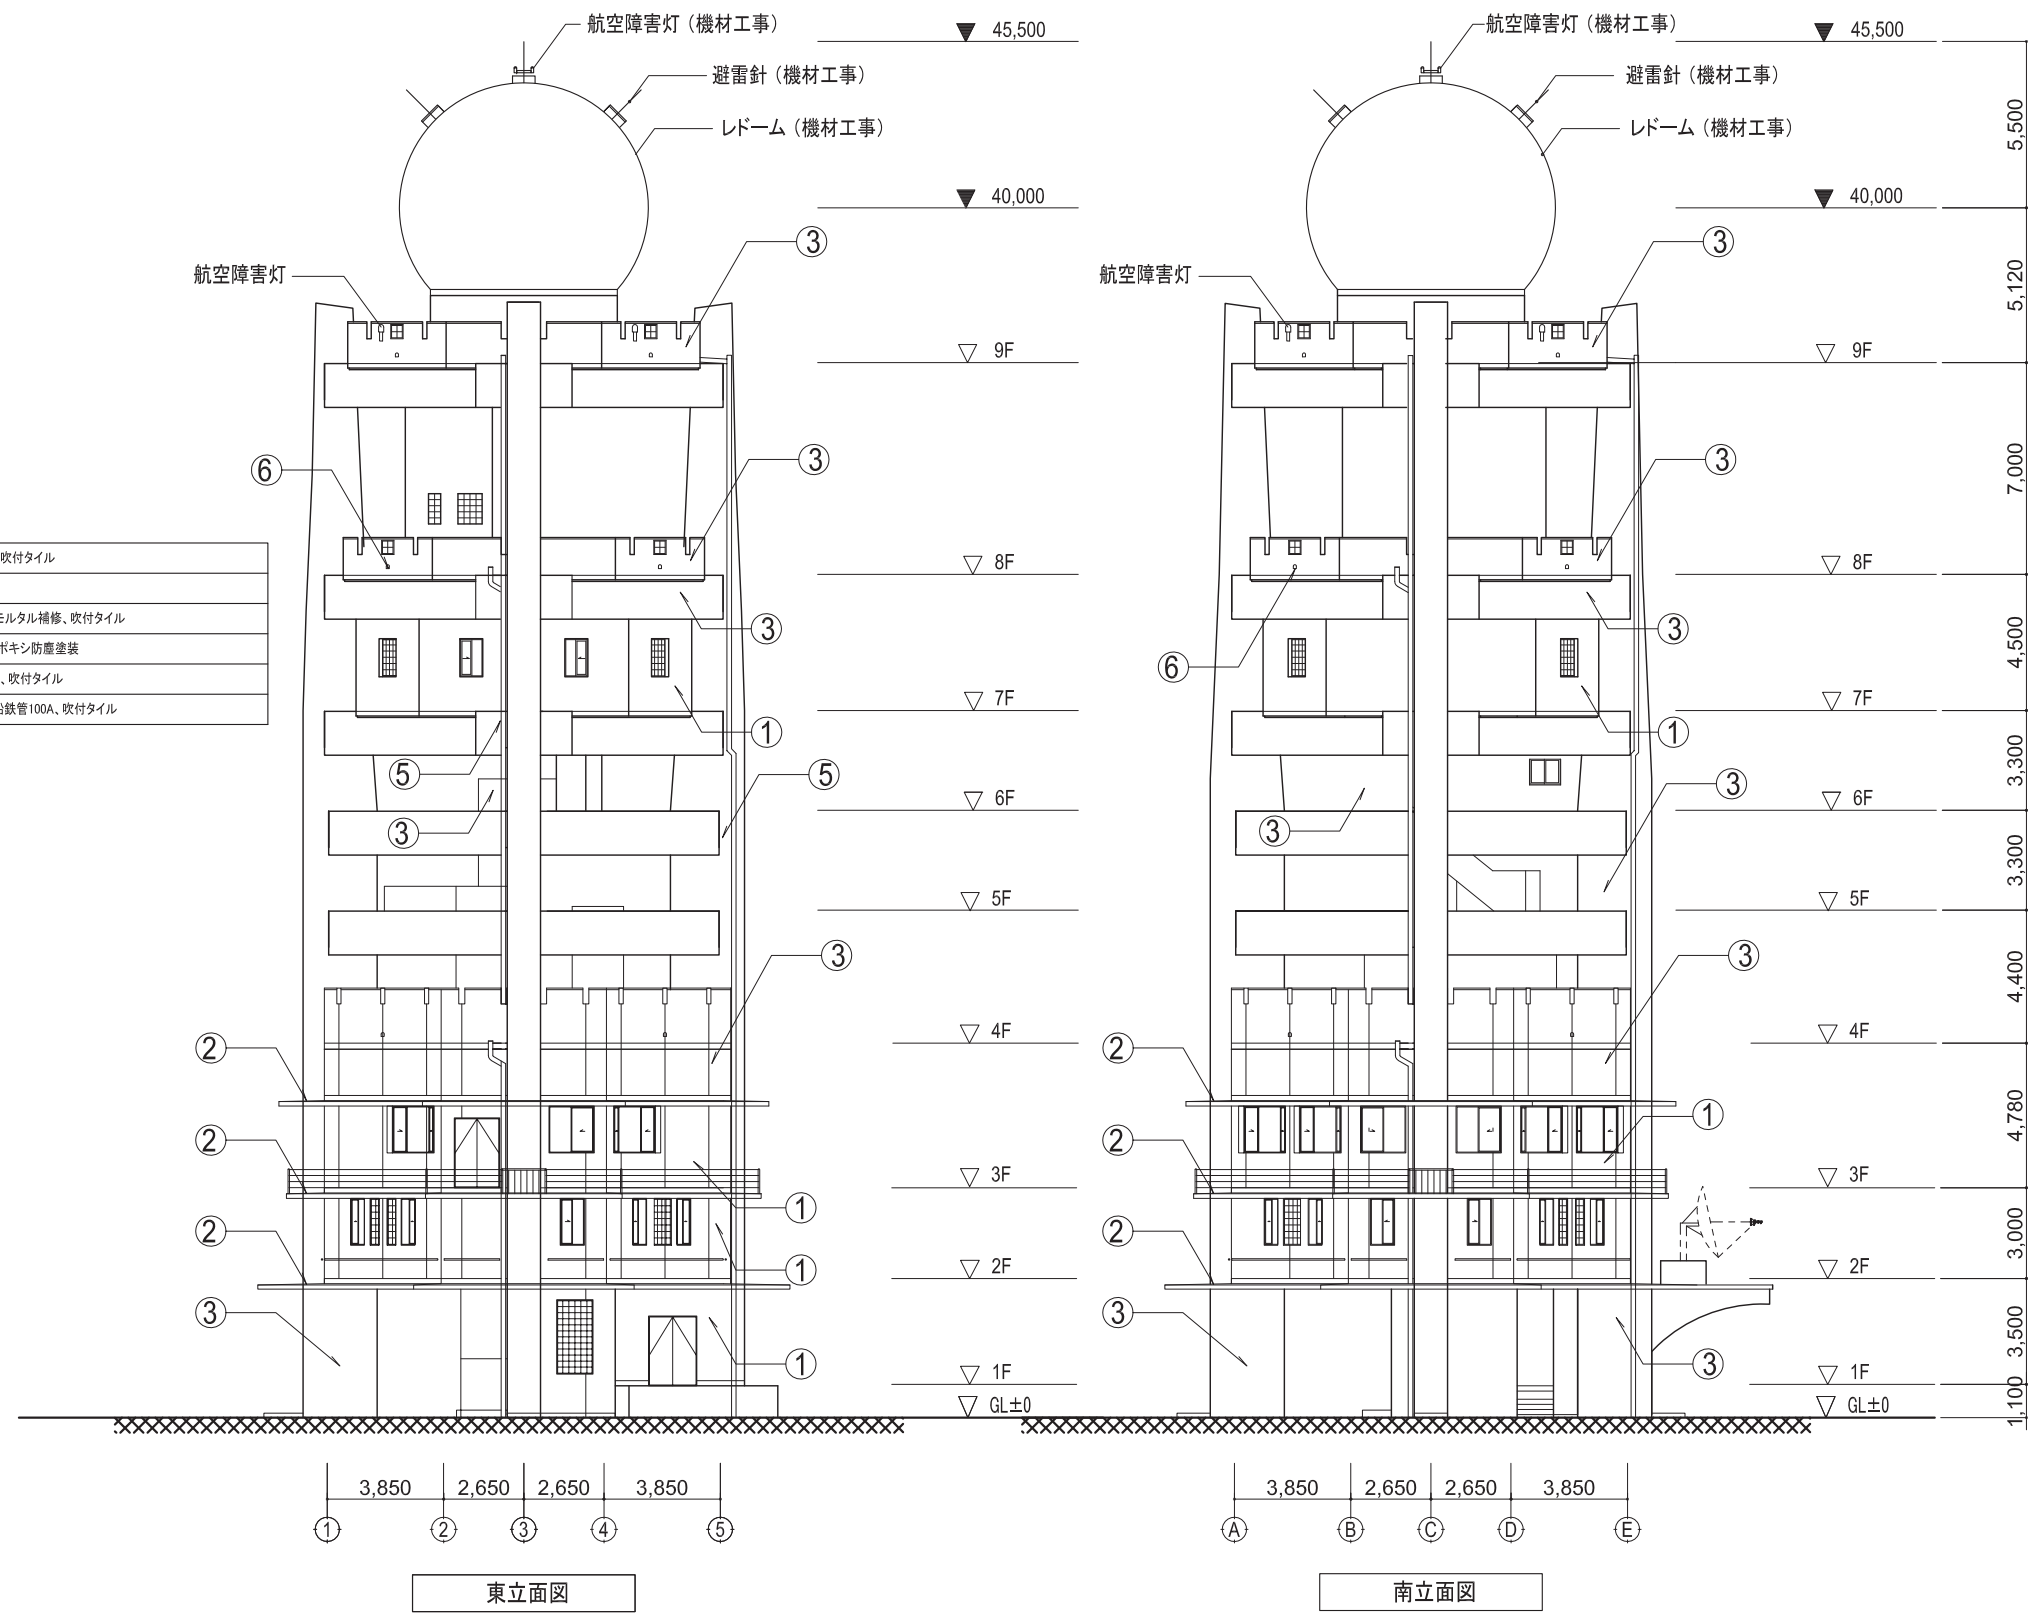 航空障害灯（機材工事）
避雷針（機材工事）
レドーム（機材工事）
航空障害灯
45,500
40,000
9F
8F
7F
6F
5F
4F
3F
2F
1F
GL±0
③
③
⑥
③
①
⑤
⑤
③
③
②
②
①
②
①
③
①
吹付タイル
モルタル補修、吹付タイル
ポキシ防塵塗装
、吹付タイル
鉄管100A、吹付タイル
3,850
2,650
2,650
3,850
1
2
3
4
5
東立面図
航空障害灯（機材工事）
避雷針（機材工事）
レドーム（機材工事）
航空障害灯
45,500
40,000
9F
8F
7F
6F
5F
4F
3F
2F
1F
GL±0
③
③
③
⑥
①
③
③
③
②
①
②
②
③
③
5,500
5,120
7,000
4,500
3,300
3,300
4,400
4,780
3,000
3,500
1,100
3,850
2,650
2,650
3,850
A
B
C
D
E
南立面図